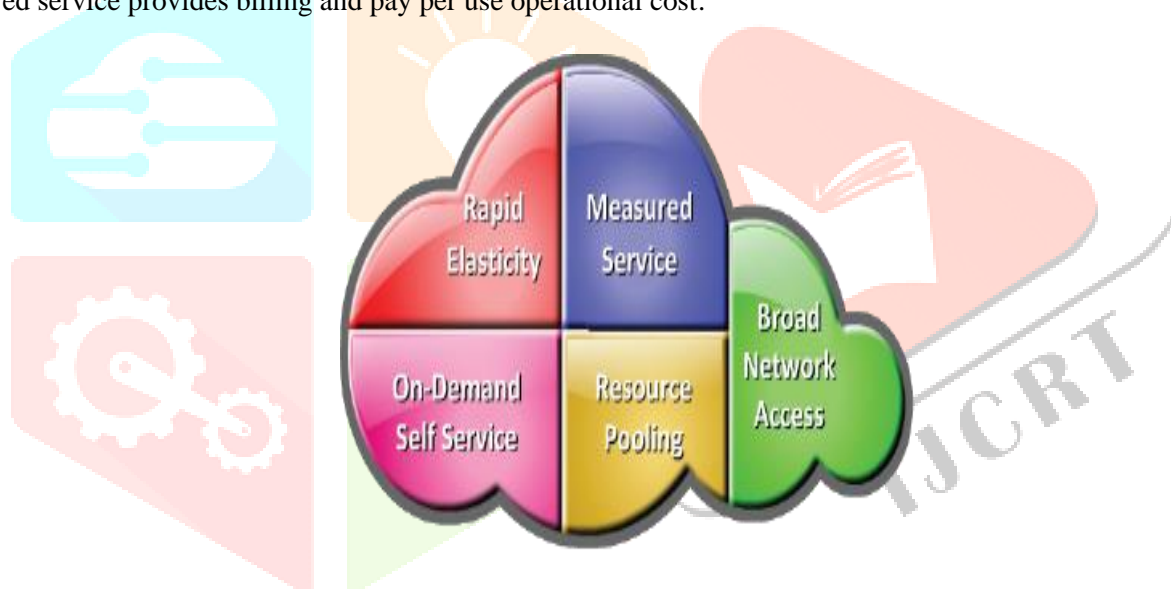 ed service provides billing and pay per use operational cost.
Rapid
Elasticity
Measured
Service
Broad
Network
Access
On-Demand
Self Service
Resource
Pooling
IJCRT